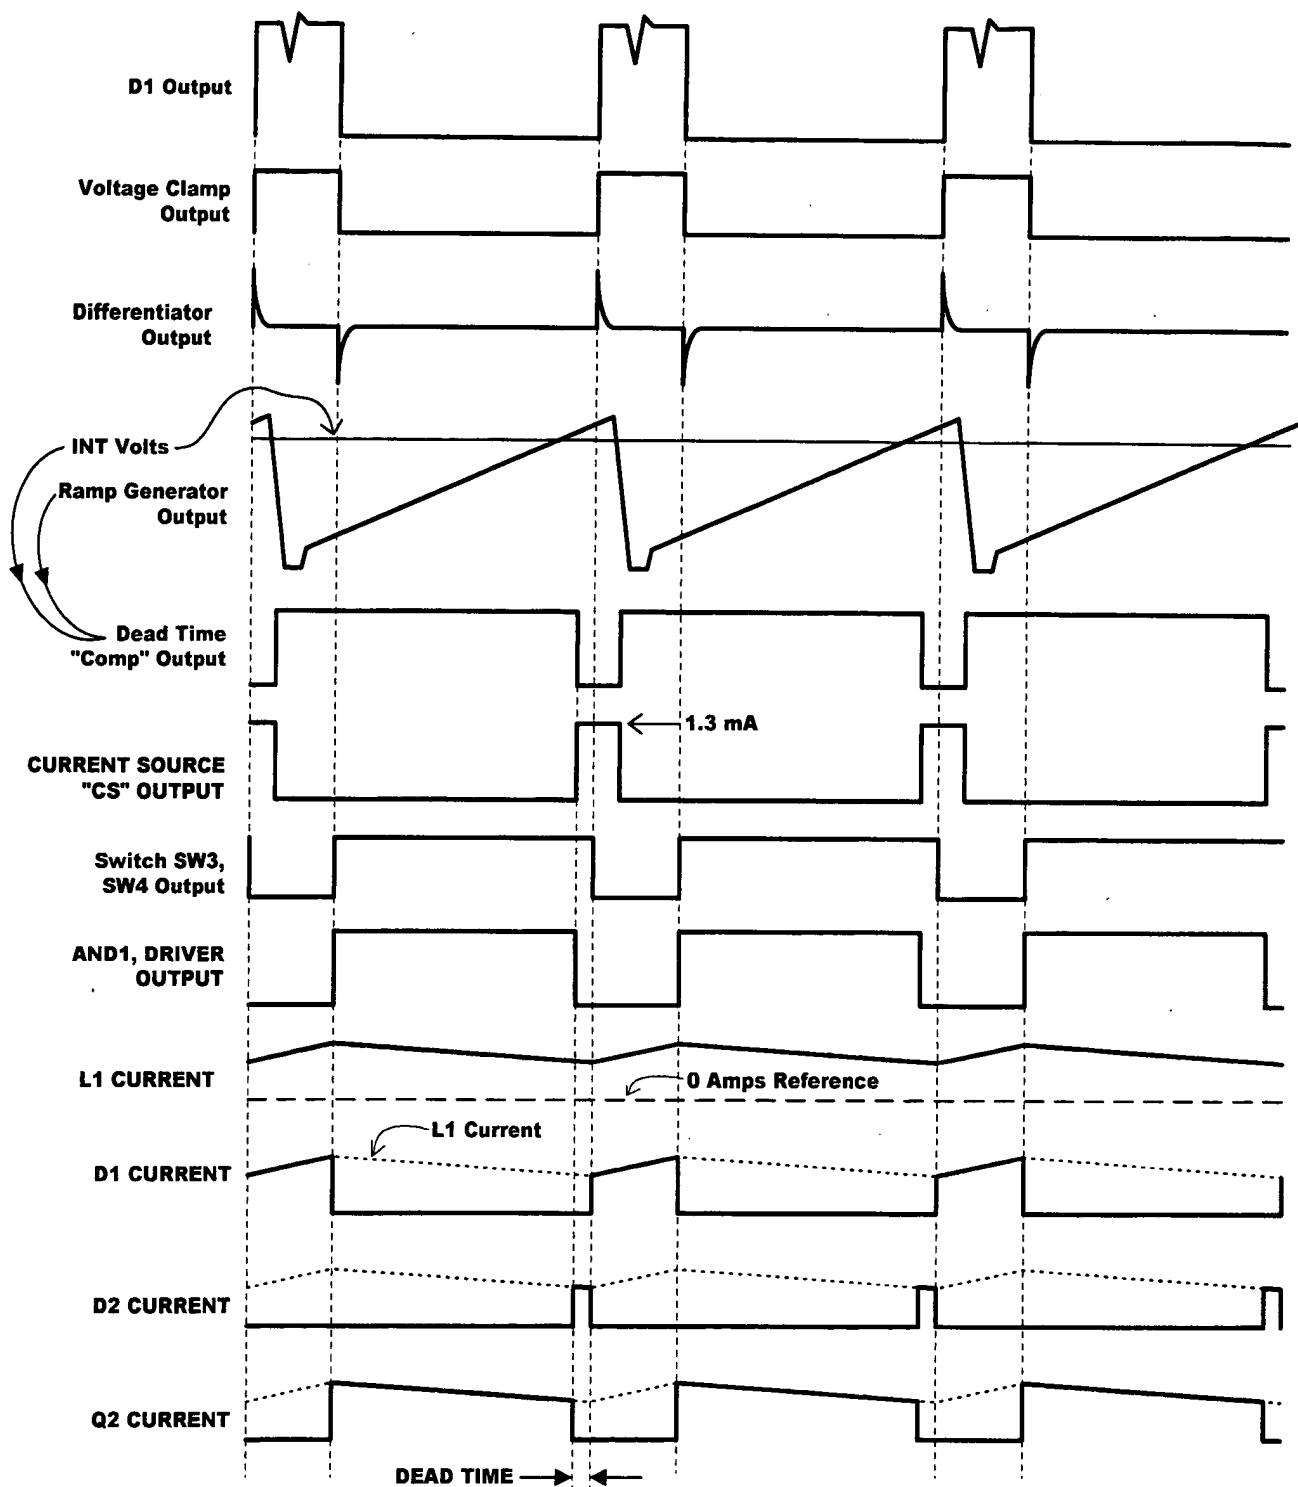 D1 Output
Voltage Clamp
Output
Differentiator
Output
INT Volts
Ramp Generator
Output
Dead Time
"Comp" Output
1.3 mA
CURRENT SOURCE
"CS" OUTPUT
Switch SW3,
SW4 Output
AND1, DRIVER
OUTPUT
L1 CURRENT
0 Amps Reference
L1 Current
D1 CURRENT
D2 CURRENT
Q2 CURRENT
DEAD TIME